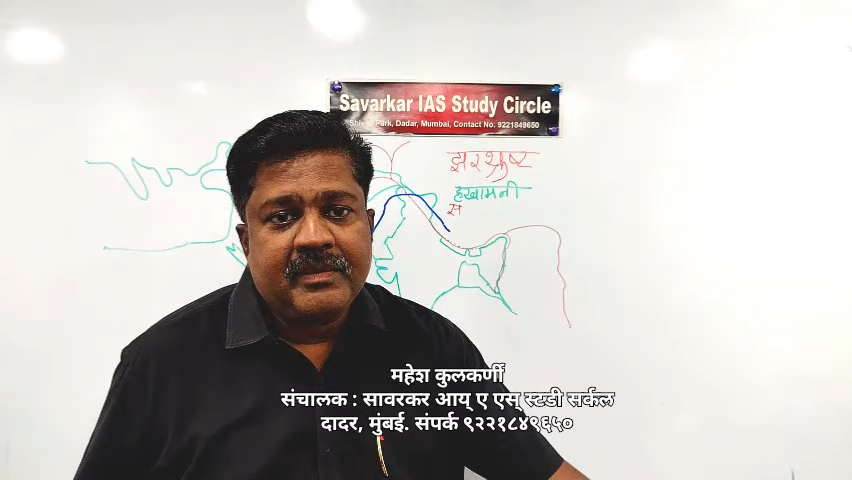 Savarkar IAS Study Circle
Park, Dadar, Mumbai, Contact No. 9221849650
झरथ्रुष्ट
हखामनी
स
महेश कुलकर्णी
संचालक : सावरकर आय् ए एस् स्टडी सर्कल
दादर, मुंबई. संपर्क ९२२१८४९६५०